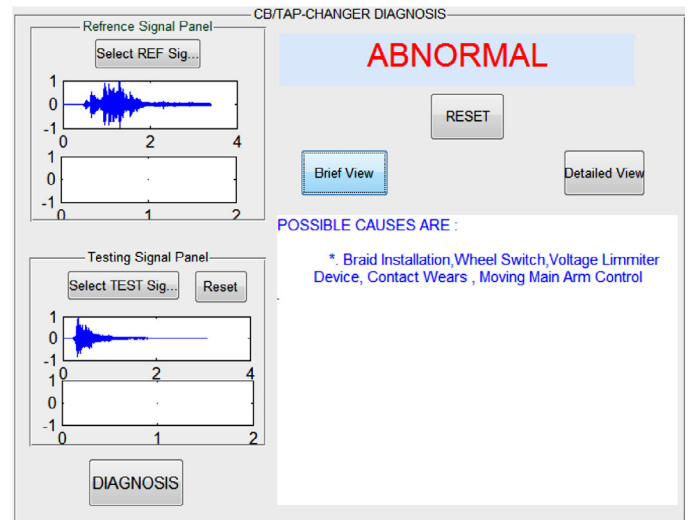 CB/TAP-CHANGER DIAGNOSIS
Refrence Signal Panel
Select REF Sig...
1
0
-1
0 2 4
1
0
-1
0 1 2
Testing Signal Panel
Select TEST Sig...
Reset
1
0
-1
0 2 4
1
0
-1
0 1 2
DIAGNOSIS
ABNORMAL
RESET
Brief View
Detailed View
POSSIBLE CAUSES ARE :
*. Braid Installation,Wheel Switch,Voltage Limmiter
Device, Contact Wears , Moving Main Arm Control
.